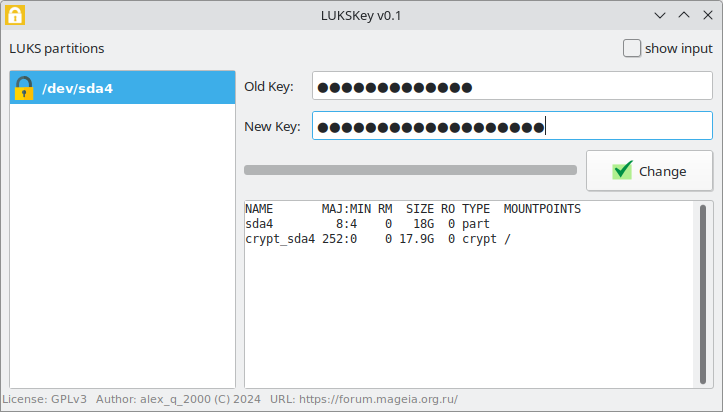 LUKSKey v0.1
LUKS partitions
show input
/dev/sda4
Old Key: ●●●●●●●●●●●●●
New Key: ●●●●●●●●●●●●●●●●●●●
Change
NAME       MAJ:MIN RM  SIZE RO TYPE  MOUNTPOINTS
sda4         8:4    0   18G  0 part
crypt_sda4 252:0    0 17.9G  0 crypt /
License: GPLv3   Author: alex_q_2000 (C) 2024   URL: https://forum.mageia.org.ru/